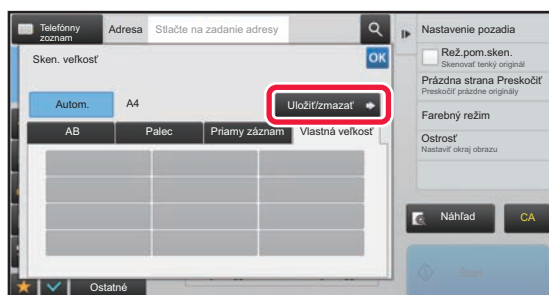 Telefónny
zoznam
Adresa
Stlačte na zadanie adresy
Nastavenie pozadia
Sken. veľkosť
OK
Rež.pom.sken.
Skenovať tenký originál
Prázdna strana Preskočiť
Preskočiť prázdne originály
Autom.
A4
Uložiť/zmazať
Farebný režim
AB
Palec
Priamy záznam
Vlastná veľkosť
Ostrosť
Nastaviť okraj obrazu
Náhľad
CA
Štart
Ostatné